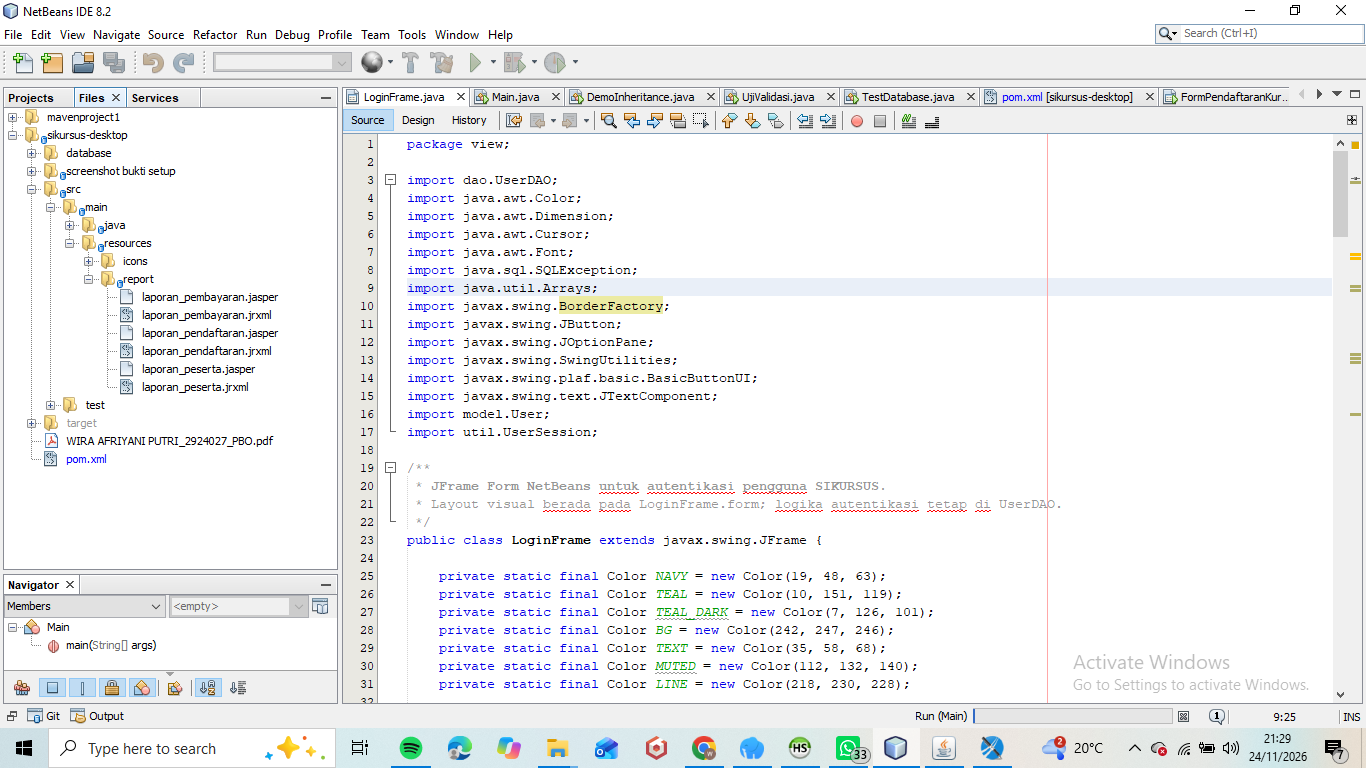 NetBeans IDE 8.2
File Edit View Navigate Source Refactor Run Debug Profile Team Tools Window Help
Search (Ctrl+I)
Projects Files Services
LoginFrame.java Main.java DemoInheritance.java UjiValidasi.java TestDatabase.java pom.xml [sikursus-desktop] FormPendaftaranKur...
Source Design History
mavenproject1
sikursus-desktop
database
screenshot bukti setup
src
main
java
resources
icons
report
laporan_pembayaran.jasper
laporan_pembayaran.jrxml
laporan_pendaftaran.jasper
laporan_pendaftaran.jrxml
laporan_peserta.jasper
laporan_peserta.jrxml
test
target
WIRA AFRIYANI PUTRI_2924027_PBO.pdf
pom.xml
Navigator
Members <empty>
Main
main(String[] args)
1 package view;
2
3 import dao.UserDAO;
4 import java.awt.Color;
5 import java.awt.Dimension;
6 import java.awt.Cursor;
7 import java.awt.Font;
8 import java.sql.SQLException;
9 import java.util.Arrays;
10 import javax.swing.BorderFactory;
11 import javax.swing.JButton;
12 import javax.swing.JOptionPane;
13 import javax.swing.SwingUtilities;
14 import javax.swing.plaf.basic.BasicButtonUI;
15 import javax.swing.text.JTextComponent;
16 import model.User;
17 import util.UserSession;
18
19 /**
20 * JFrame Form NetBeans untuk autentikasi pengguna SIKURSUS.
21 * Layout visual berada pada LoginFrame.form; logika autentikasi tetap di UserDAO.
22 */
23 public class LoginFrame extends javax.swing.JFrame {
24
25 private static final Color NAVY = new Color(19, 48, 63);
26 private static final Color TEAL = new Color(10, 151, 119);
27 private static final Color TEAL_DARK = new Color(7, 126, 101);
28 private static final Color BG = new Color(242, 247, 246);
29 private static final Color TEXT = new Color(35, 58, 68);
30 private static final Color MUTED = new Color(112, 132, 140);
31 private static final Color LINE = new Color(218, 230, 228);
32
Activate Windows
Go to Settings to activate Windows.
Git Output
Run (Main)
1
9:25
INS
Type here to search
HS
33
2
20°C
21:29
24/11/2026
7